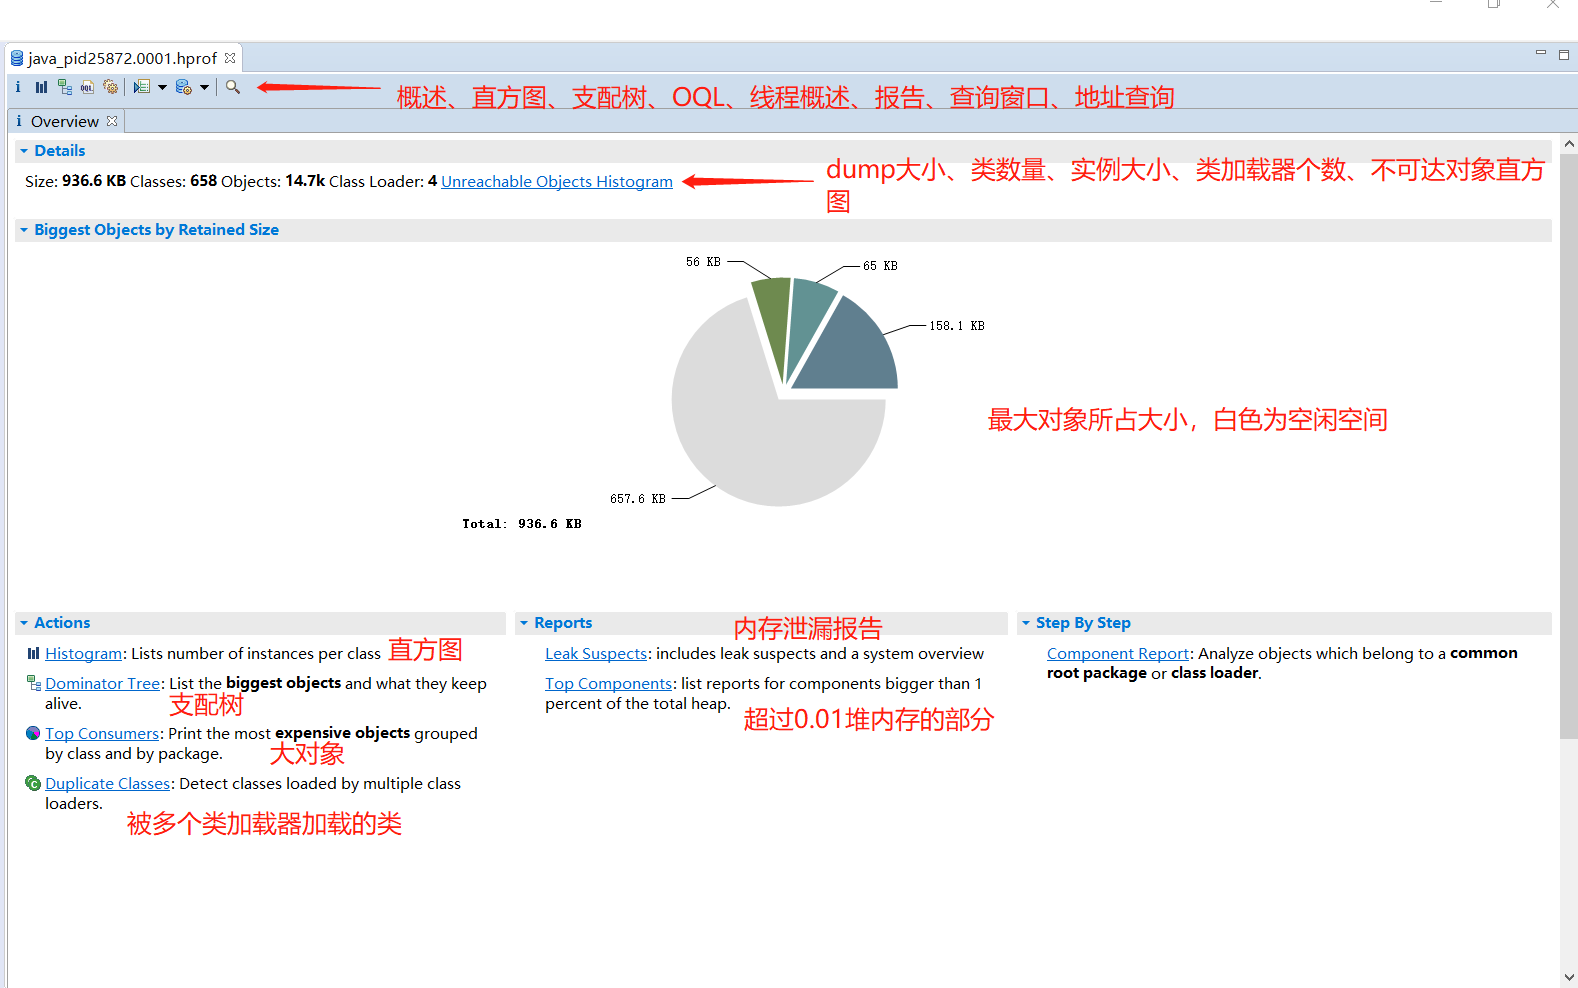 java_pid25872.0001.hprof
概述、直方图、支配树、OQL、线程概述、报告、查询窗口、地址查询
Overview
Details
Size: 936.6 KB Classes: 658 Objects: 14.7k Class Loader: 4 Unreachable Objects Histogram
dump大小、类数量、实例大小、类加载器个数、不可达对象直方
图
Biggest Objects by Retained Size
56 KB
65 KB
158.1 KB
最大对象所占大小，白色为空闲空间
657.6 KB
Total: 936.6 KB
Actions
Histogram: Lists number of instances per class
直方图
Dominator Tree: List the biggest objects and what they keep
alive.
支配树
Top Consumers: Print the most expensive objects grouped
by class and by package.
大对象
Duplicate Classes: Detect classes loaded by multiple class
loaders.
被多个类加载器加载的类
Reports
内存泄漏报告
Leak Suspects: includes leak suspects and a system overview
Top Components: list reports for components bigger than 1
percent of the total heap.
超过0.01堆内存的部分
Step By Step
Component Report: Analyze objects which belong to a common
root package or class loader.